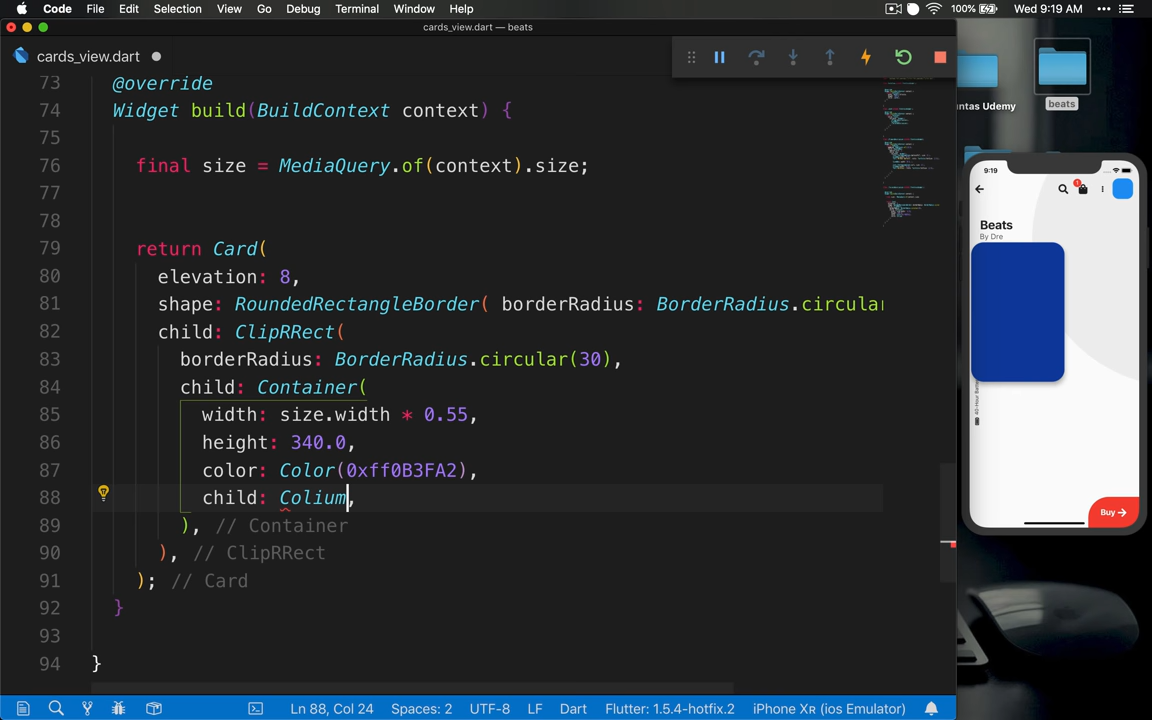 Code File Edit Selection View Go Debug Terminal Window Help 100% Wed 9:19 AM
cards_view.dart — beats
cards_view.dart
73 @override
74 Widget build(BuildContext context) {
75
76 final size = MediaQuery.of(context).size;
77
78
79 return Card(
80 elevation: 8,
81 shape: RoundedRectangleBorder( borderRadius: BorderRadius.circular
82 child: ClipRRect(
83 borderRadius: BorderRadius.circular(30),
84 child: Container(
85 width: size.width * 0.55,
86 height: 340.0,
87 color: Color(0xff0B3FA2),
88 child: Colium,
89 ), // Container
90 ), // ClipRRect
91 ); // Card
92 }
93
94 }
Ln 88, Col 24 Spaces: 2 UTF-8 LF Dart Flutter: 1.5.4-hotfix.2 iPhone Xʀ (ios Emulator)
ntas Udemy
beats
9:19
1
Beats
By Dre
40-Hour
Buy